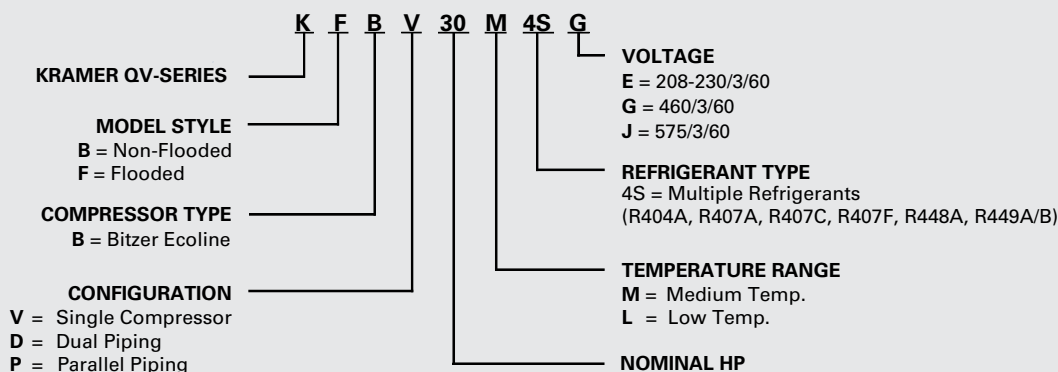 K F B V 30 M 4S G
KRAMER QV-SERIES
MODEL STYLE
B = Non-Flooded
F = Flooded
COMPRESSOR TYPE
B = Bitzer Ecoline
CONFIGURATION
V = Single Compressor
D = Dual Piping
P = Parallel Piping
VOLTAGE
E = 208-230/3/60
G = 460/3/60
J = 575/3/60
REFRIGERANT TYPE
4S = Multiple Refrigerants
(R404A, R407A, R407C, R407F, R448A, R449A/B)
TEMPERATURE RANGE
M = Medium Temp.
L = Low Temp.
NOMINAL HP